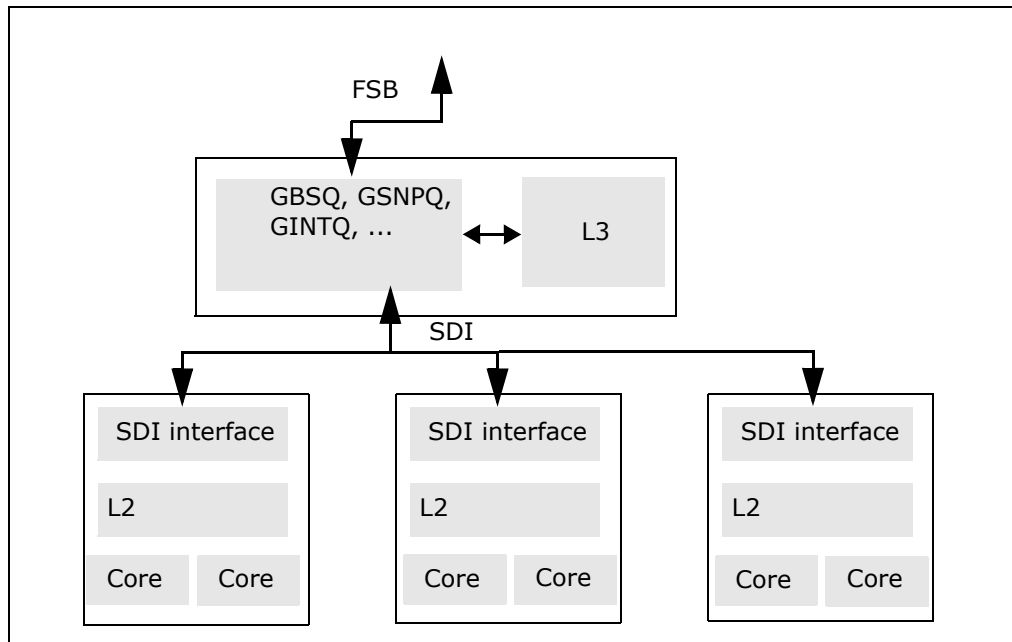 FSB
GBSQ, GSNPQ,
GINTQ, ...
L3
SDI
SDI interface
L2
Core
Core
SDI interface
L2
Core
Core
SDI interface
L2
Core
Core